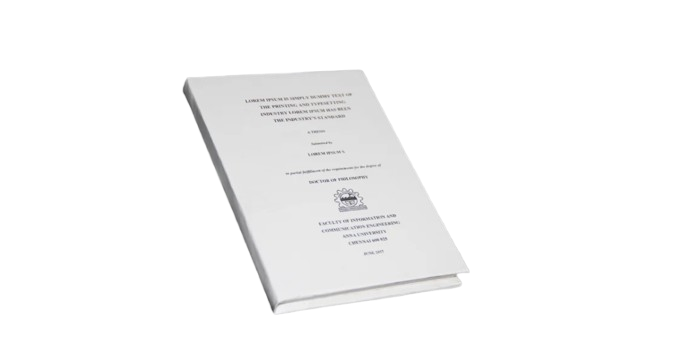 LOREM IPSUM IS SIMPLY DUMMY TEXT OF
THE PRINTING AND TYPESETTING
INDUSTRY LOREM IPSUM HAS BEEN
THE INDUSTRY'S STANDARD
A THESIS
Submitted by
LOREM IPSUM L
in partial fulfillment of the requirements for the degree of
DOCTOR OF PHILOSOPHY
FACULTY OF INFORMATION AND
COMMUNICATION ENGINEERING
ANNA UNIVERSITY
CHENNAI 600 025
JUNE